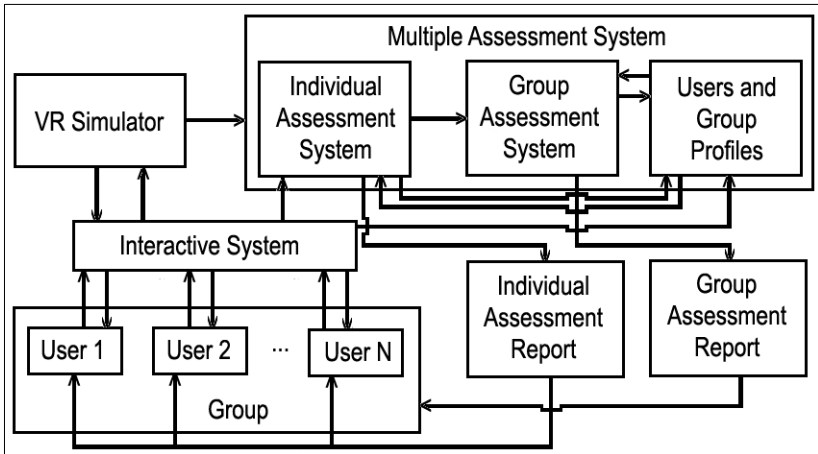 Multiple Assessment System
VR Simulator
Individual
Assessment
System
Group
Assessment
System
Users and
Group
Profiles
Interactive System
Individual
Assessment
Report
Group
Assessment
Report
User 1
User 2
...
User N
Group